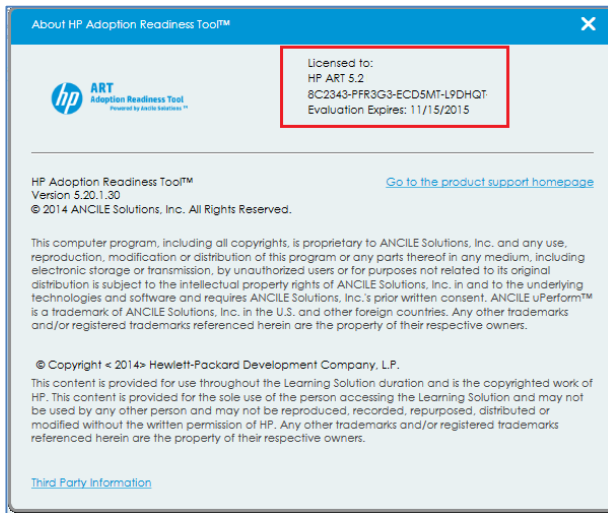 About HP Adoption Readiness Tool™
Licensed to:
HP ART 5.2
8C2343-PFR3G3-ECD5MT-L9DHQT-
Evaluation Expires: 11/15/2015
hp
ART
Adoption Readiness Tool
Powered by Ancile Solutions ™
HP Adoption Readiness Tool™
Go to the product support homepage
Version 5.20.1.30
© 2014 ANCILE Solutions, Inc. All Rights Reserved.
This computer program, including all copyrights, is proprietary to ANCILE Solutions, Inc. and any use,
reproduction, modification or distribution of this program or any parts thereof in any medium, including
electronic storage or transmission, by unauthorized users or for purposes not related to its original
distribution is subject to the intellectual property rights of ANCILE Solutions, Inc. in and to the underlying
technologies and software and requires ANCILE Solutions, Inc.'s prior written consent. ANCILE uPerform™
is a trademark of ANCILE Solutions, Inc. in the U.S. and other foreign countries. Any other trademarks
and/or registered trademarks referenced herein are the property of their respective owners.
© Copyright < 2014> Hewlett-Packard Development Company, L.P.
This content is provided for use throughout the Learning Solution duration and is the copyrighted work of
HP. This content is provided for the sole use of the person accessing the Learning Solution and may not
be used by any other person and may not be reproduced, recorded, repurposed, distributed or
modified without the written permission of HP. Any other trademarks and/or registered trademarks
referenced herein are the property of their respective owners.
Third Party Information